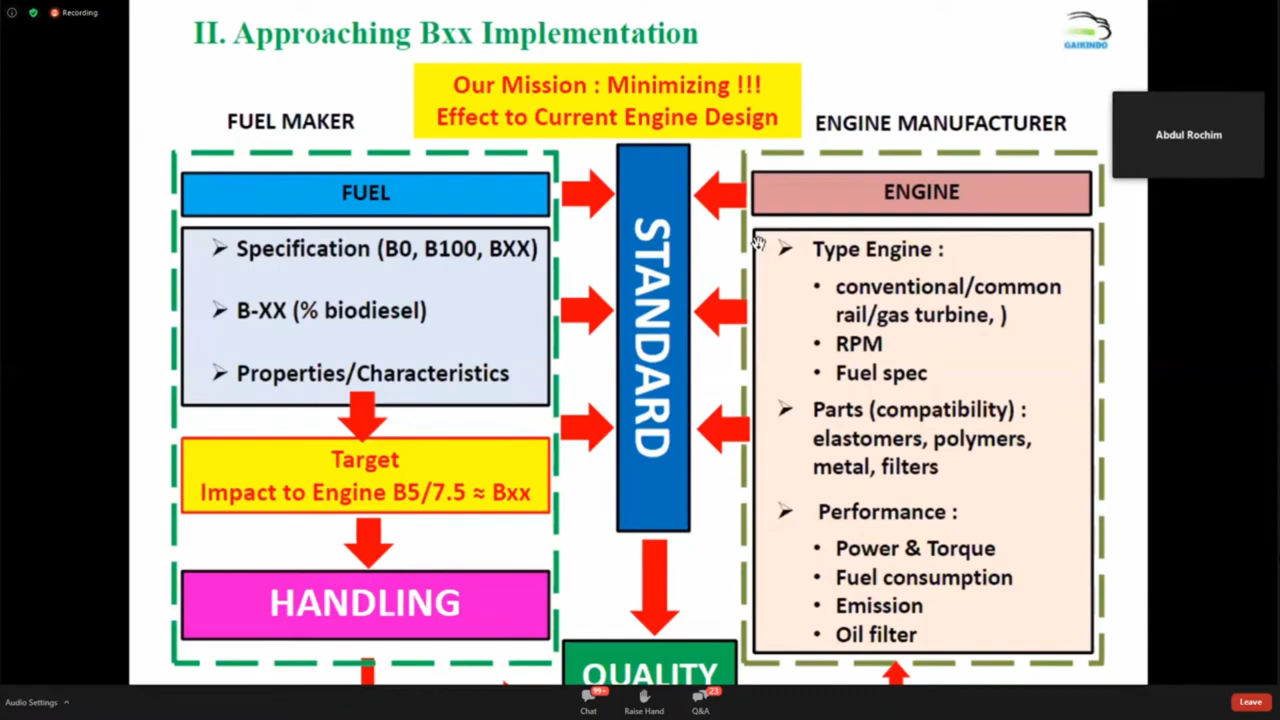 Recording
II. Approaching Bxx Implementation
GAIKINDO
Our Mission : Minimizing !!!
Effect to Current Engine Design
FUEL MAKER
ENGINE MANUFACTURER
Abdul Rochim
FUEL
➢ Specification (B0, B100, BXX)
➢ B-XX (% biodiesel)
➢ Properties/Characteristics
Target
Impact to Engine B5/7.5 ≈ Bxx
HANDLING
STANDARD
QUALITY
ENGINE
➢ Type Engine :
• conventional/common
rail/gas turbine, )
• RPM
• Fuel spec
➢ Parts (compatibility) :
elastomers, polymers,
metal, filters
➢ Performance :
• Power & Torque
• Fuel consumption
• Emission
• Oil filter
Audio Settings
99+
Chat
Raise Hand
23
Q&A
Leave